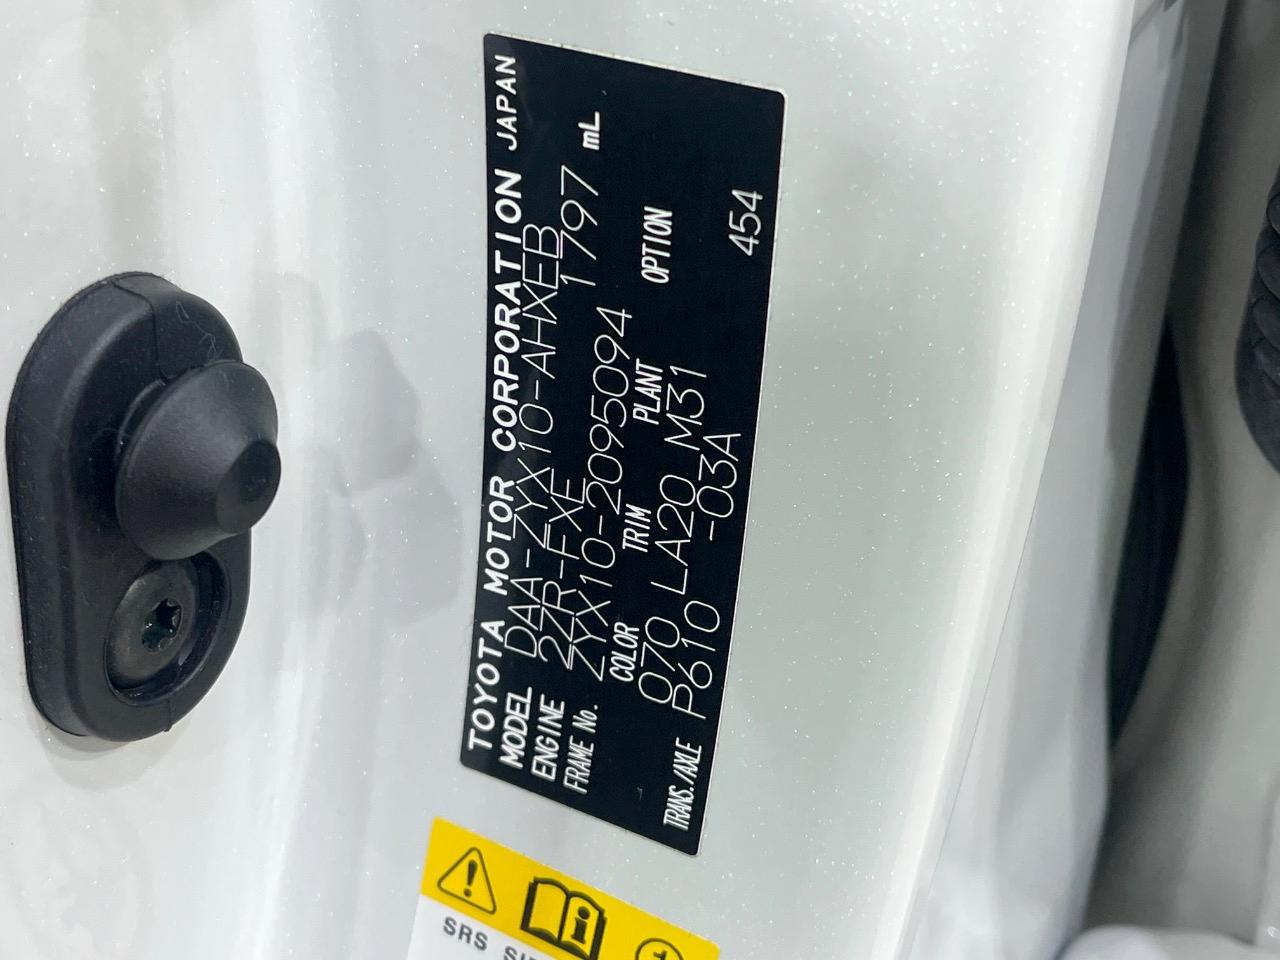 TOYOTA MOTOR CORPORATION JAPAN
MODEL DAA-ZYX10-AHXEB
ENGINE 2ZR-FXE 1797 mL
FRAME No. ZYX10-2095094
COLOR TRIM PLANT OPTION
070 LA20 M31
TRANS./AXLE P610 -03A 454
SRS